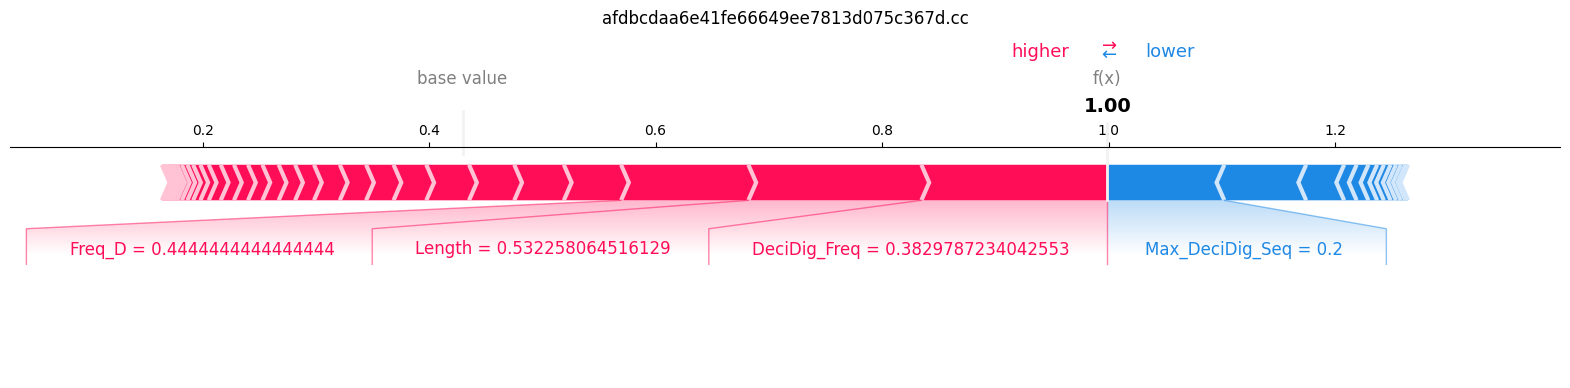 afdbcdaa6e41fe66649ee7813d075c367d.cc
higher ⇄ lower
base value f(x)
1.00
0.2 0.4 0.6 0.8 1.0 1.2
Freq_D = 0.4444444444444444 Length = 0.532258064516129 DeciDig_Freq = 0.3829787234042553 Max_DeciDig_Seq = 0.2